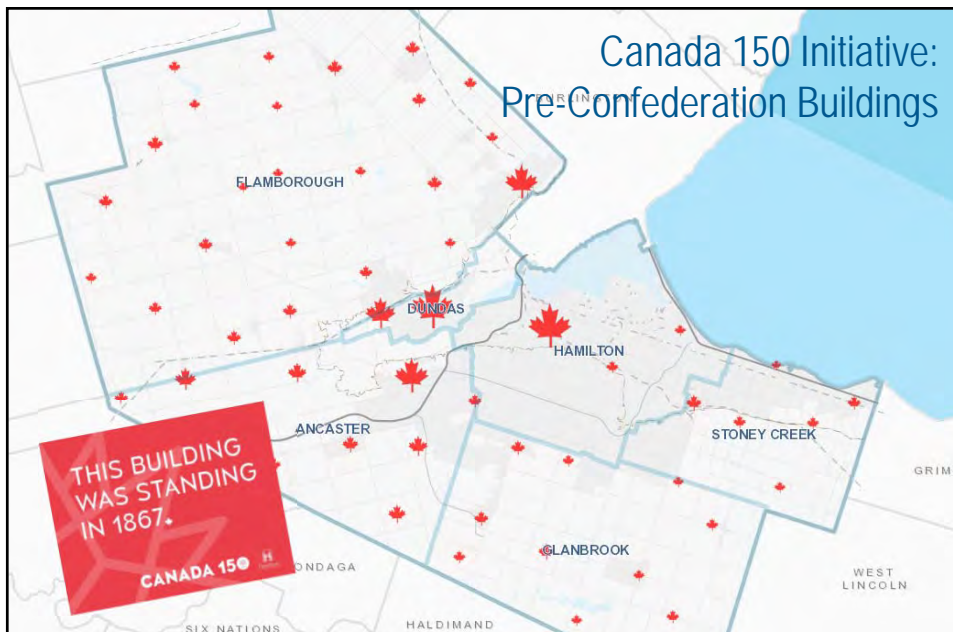 Canada 150 Initiative:
Pre-Confederation Buildings
BURLINGTON
FLAMBOROUGH
DUNDAS
HAMILTON
ANCASTER
STONEY CREEK
GRIM
THIS BUILDING
WAS STANDING
IN 1867
CANADA 150
ONDAGA
GLANBROOK
WEST
LINCOLN
SIX NATIONS
HALDIMAND